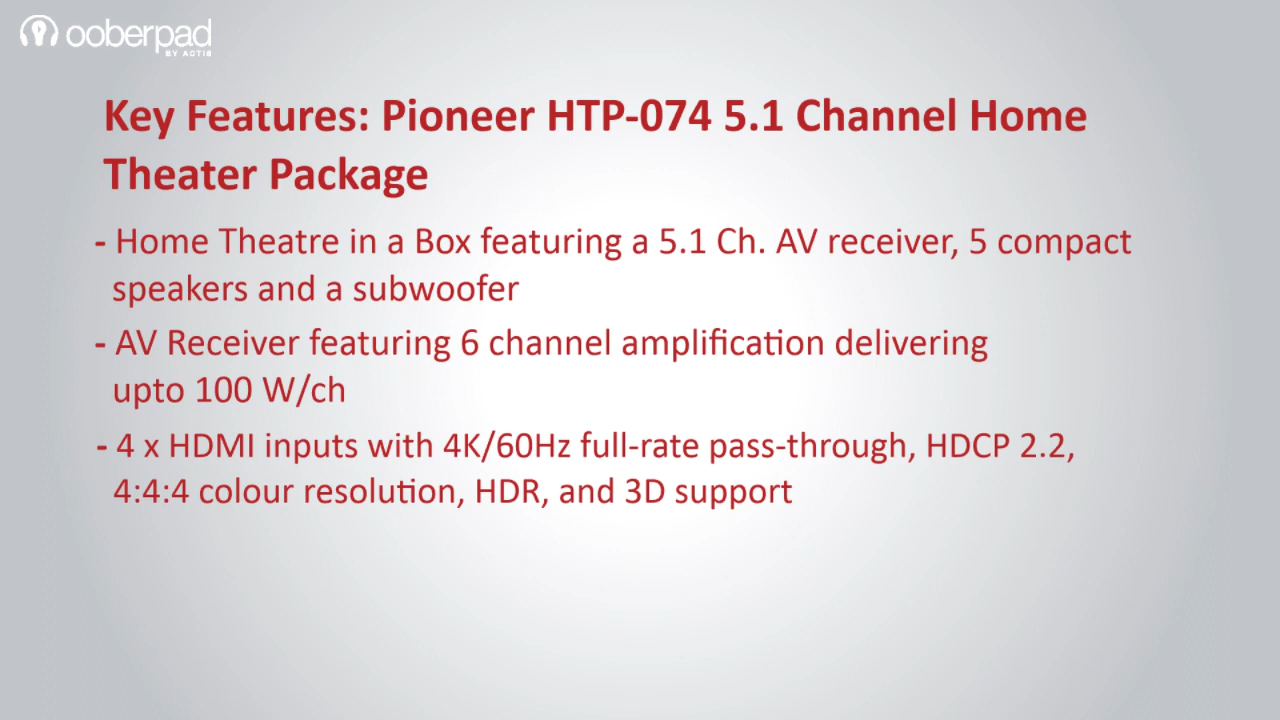 ooberpad
BY ACTIS
Key Features: Pioneer HTP-074 5.1 Channel Home
Theater Package
- Home Theatre in a Box featuring a 5.1 Ch. AV receiver, 5 compact
speakers and a subwoofer
- AV Receiver featuring 6 channel amplification delivering
upto 100 W/ch
- 4 x HDMI inputs with 4K/60Hz full-rate pass-through, HDCP 2.2,
4:4:4 colour resolution, HDR, and 3D support